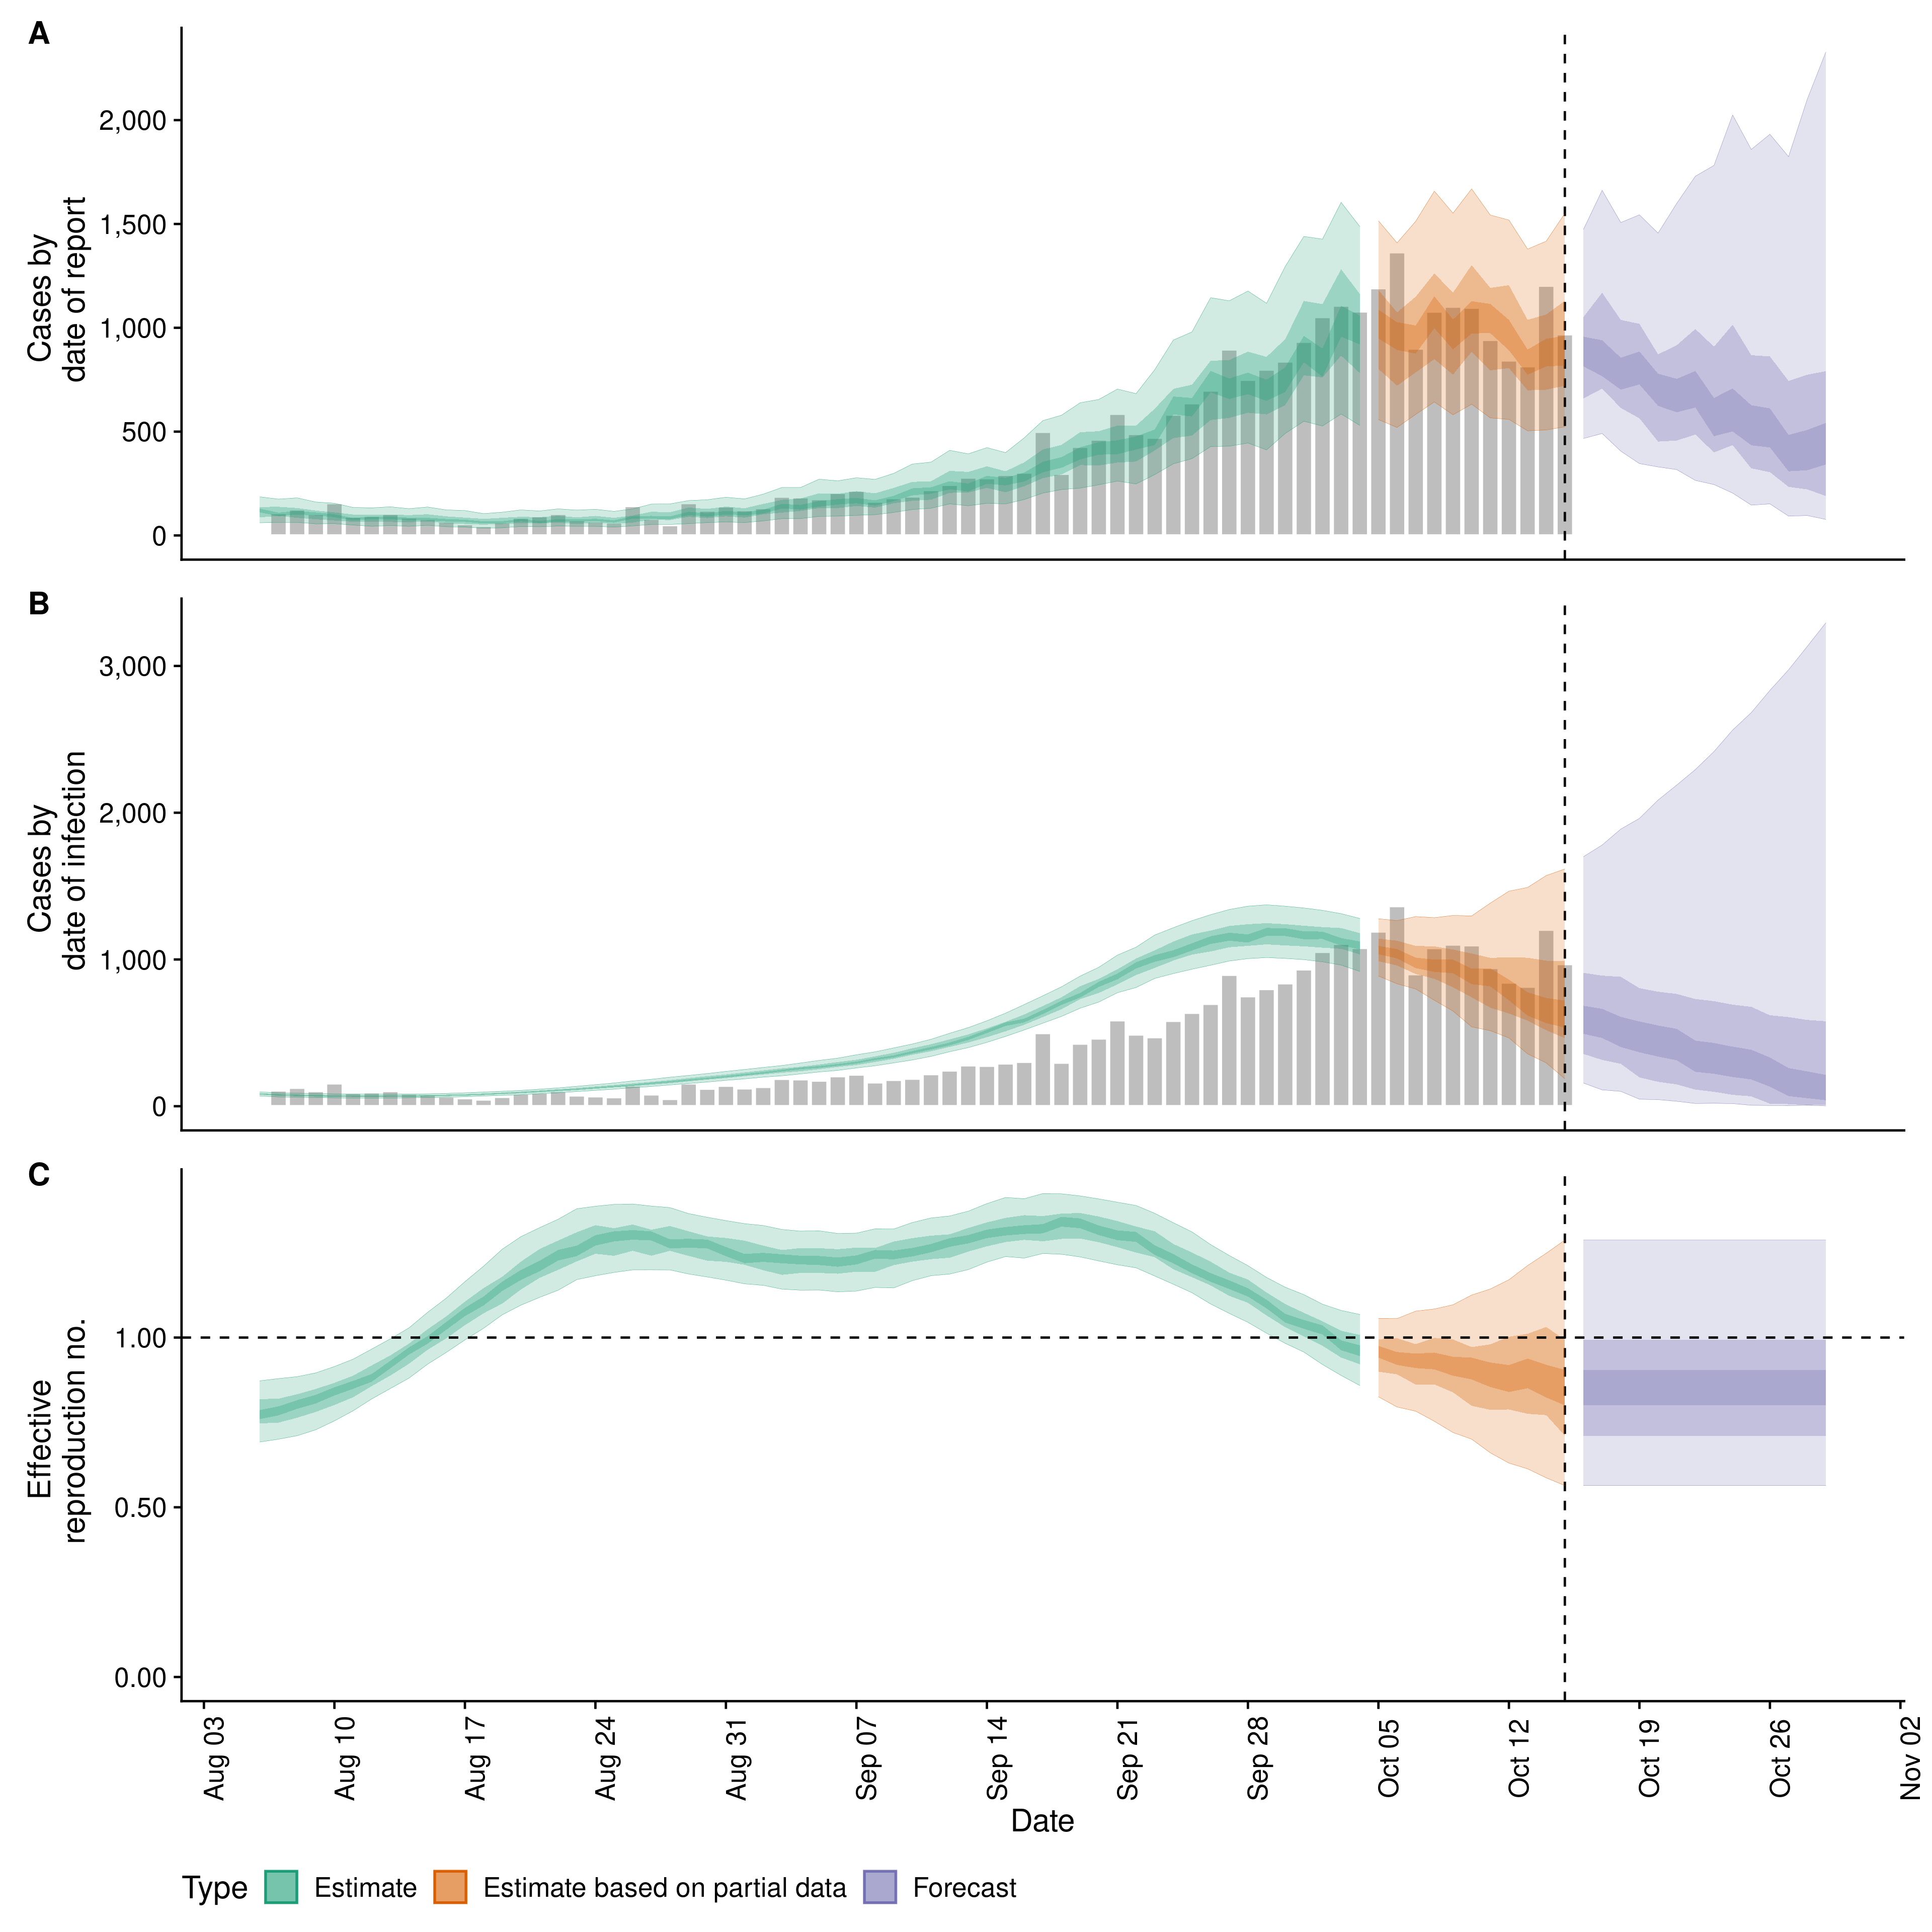 A
Cases by
date of report
2,000
1,500
1,000
500
0
B
Cases by
date of infection
3,000
2,000
1,000
0
C
Effective
reproduction no.
1.00
0.50
0.00
Aug 03
Aug 10
Aug 17
Aug 24
Aug 31
Sep 07
Sep 14
Sep 21
Sep 28
Oct 05
Oct 12
Oct 19
Oct 26
Nov 02
Date
Type Estimate Estimate based on partial data Forecast